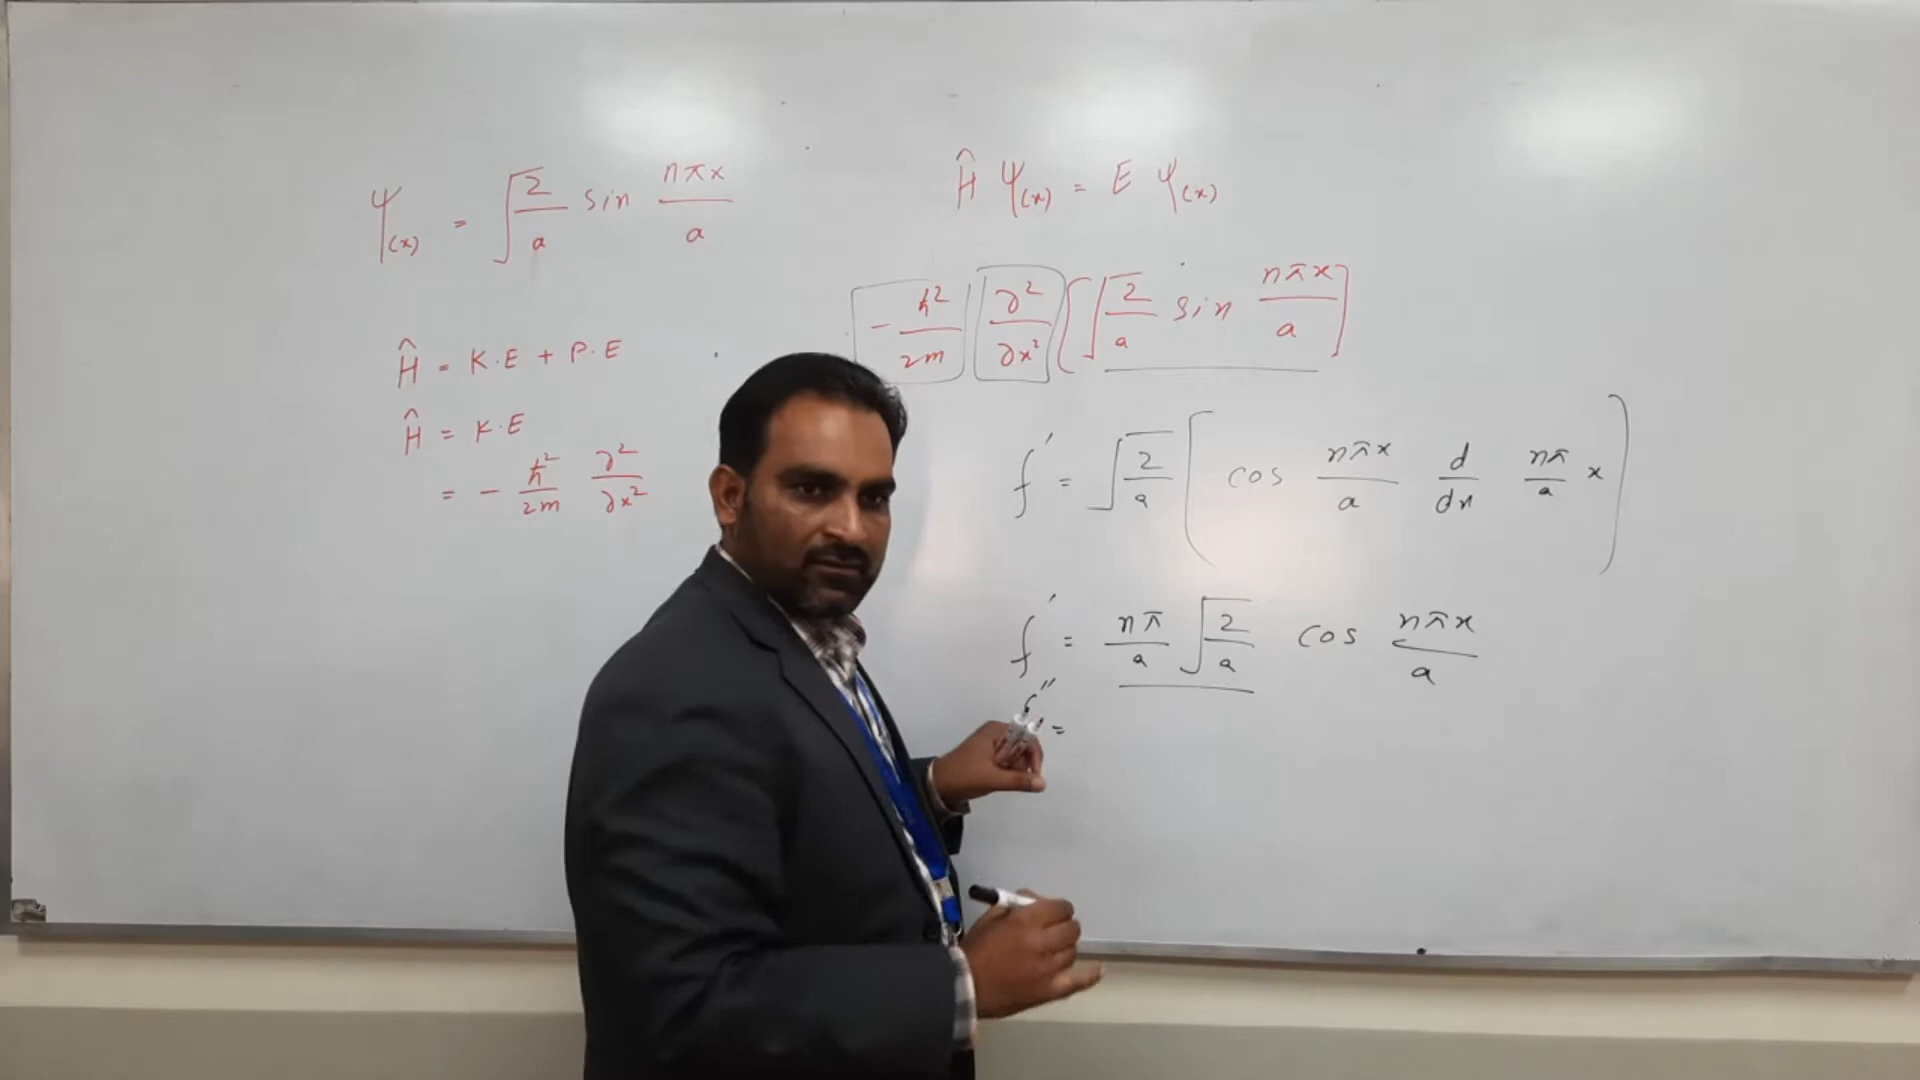 ψ(x) = √2/a sin nπx/a
Ĥ = K.E + P.E
Ĥ = K.E
= - ħ²/2m ∂²/∂x²
Ĥ ψ(x) = E ψ(x)
- ħ²/2m ∂²/∂x² [√2/a sin nπx/a]
f′ = √2/a (cos nπx/a d/dx nπ/a x)
f′ = nπ/a √2/a cos nπx/a
f″ =